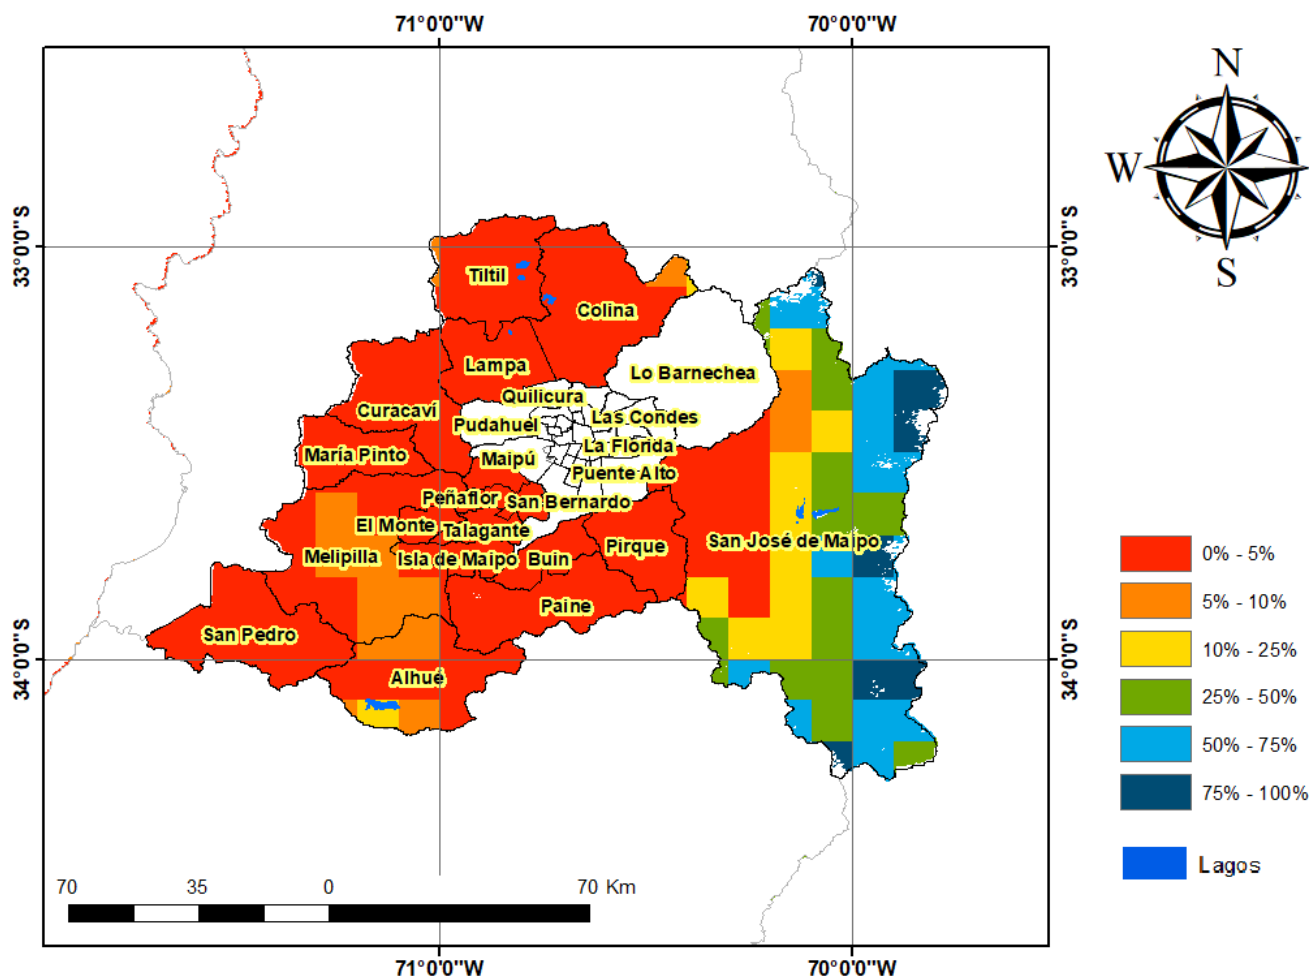 71°0'0"W
70°0'0"W
N
W
S
33°0'0"S
33°0'0"S
Tiltil
Colina
Lampa
Lo Barnechea
Quilicura
Curacaví
Pudahuel
Las Condes
La Florida
María Pinto
Maipú
Puente Alto
Peñaflor
San Bernardo
El Monte
Talagante
San José de Maipo
Melipilla
Isla de Maipo
Buin
Pirque
Paine
San Pedro
Alhué
34°0'0"S
34°0'0"S
0% - 5%
5% - 10%
10% - 25%
25% - 50%
50% - 75%
75% - 100%
Lagos
70
35
0
70 Km
71°0'0"W
70°0'0"W